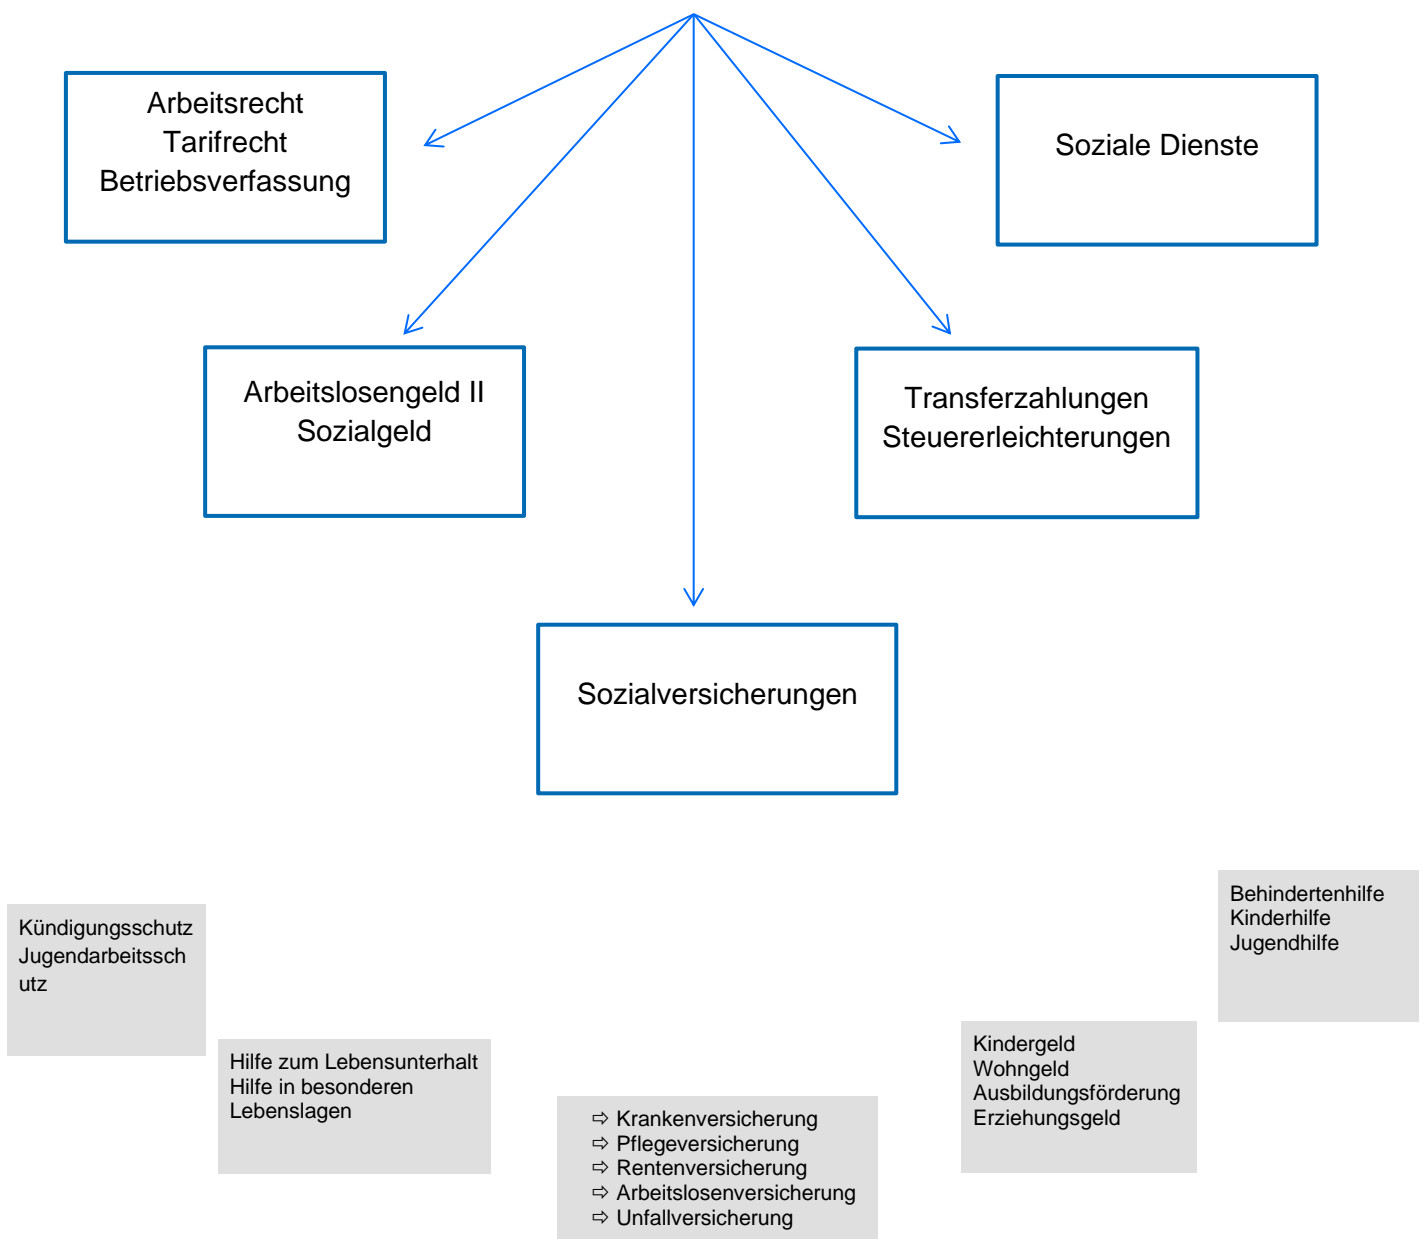 Arbeitsrecht
Tarifrecht
Betriebsverfassung
Soziale Dienste
Arbeitslosengeld II
Sozialgeld
Transferzahlungen
Steuererleichterungen
Sozialversicherungen
Kündigungsschutz
Jugendarbeitssch
utz
Hilfe zum Lebensunterhalt
Hilfe in besonderen
Lebenslagen
⇨ Krankenversicherung
⇨ Pflegeversicherung
⇨ Rentenversicherung
⇨ Arbeitslosenversicherung
⇨ Unfallversicherung
Kindergeld
Wohngeld
Ausbildungsförderung
Erziehungsgeld
Behindertenhilfe
Kinderhilfe
Jugendhilfe